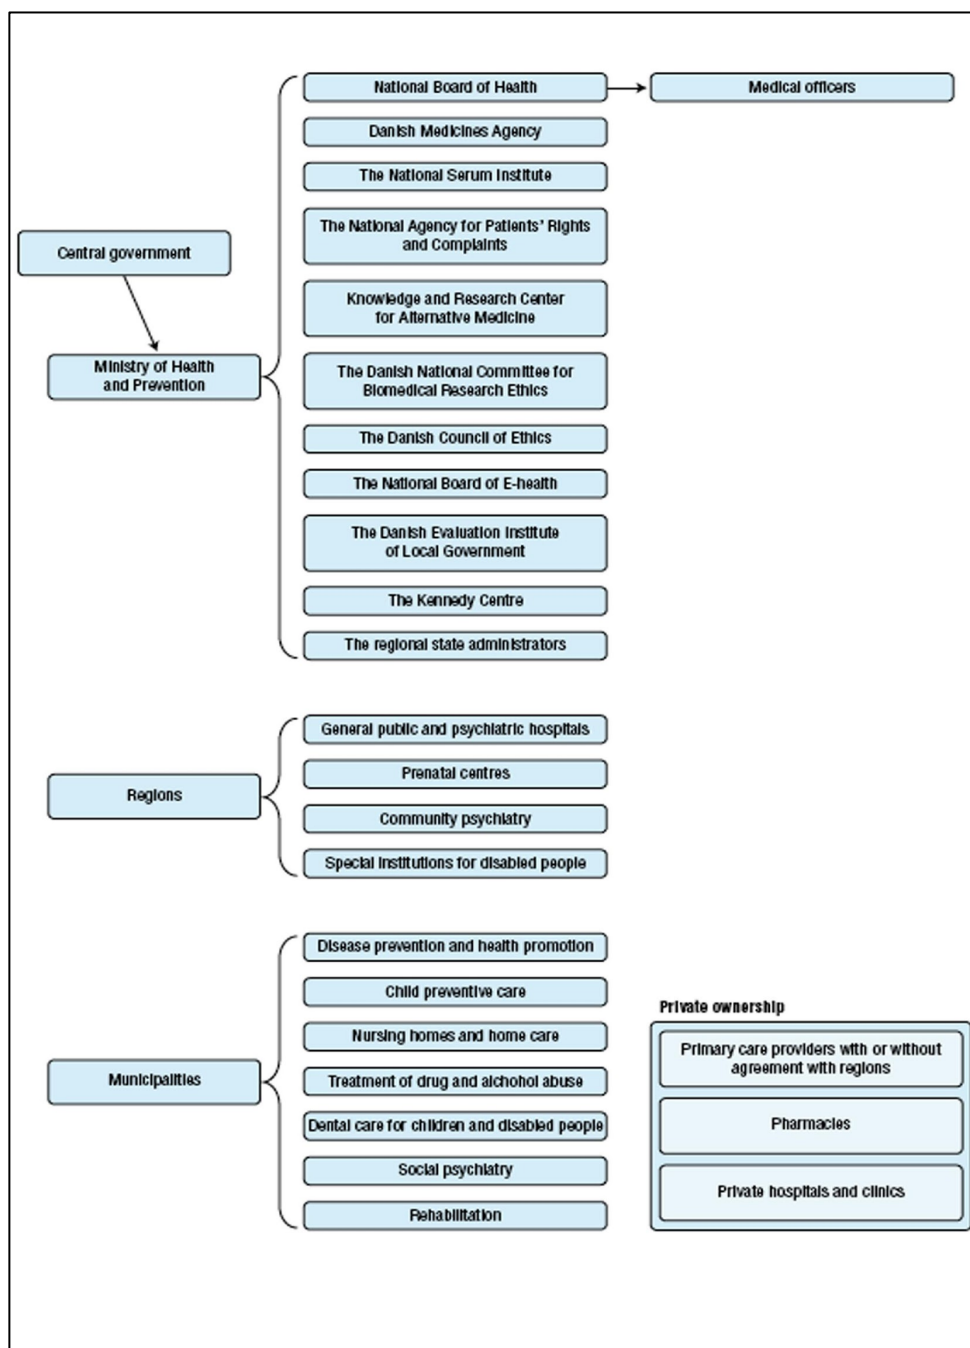 National Board of Health
Medical officers
Danish Medicines Agency
The National Serum Institute
The National Agency for Patients' Rights
and Complaints
Central government
Knowledge and Research Center
for Alternative Medicine
Ministry of Health
and Prevention
The Danish National Committee for
Biomedical Research Ethics
The Danish Council of Ethics
The National Board of E-health
The Danish Evaluation Institute
of Local Government
The Kennedy Centre
The regional state administrators
General public and psychiatric hospitals
Prenatal centres
Regions
Community psychiatry
Special institutions for disabled people
Disease prevention and health promotion
Child preventive care
Nursing homes and home care
Municipalities
Treatment of drug and alchohol abuse
Dental care for children and disabled people
Social psychiatry
Rehabilitation
Private ownership
Primary care providers with or without
agreement with regions
Pharmacies
Private hospitals and clinics